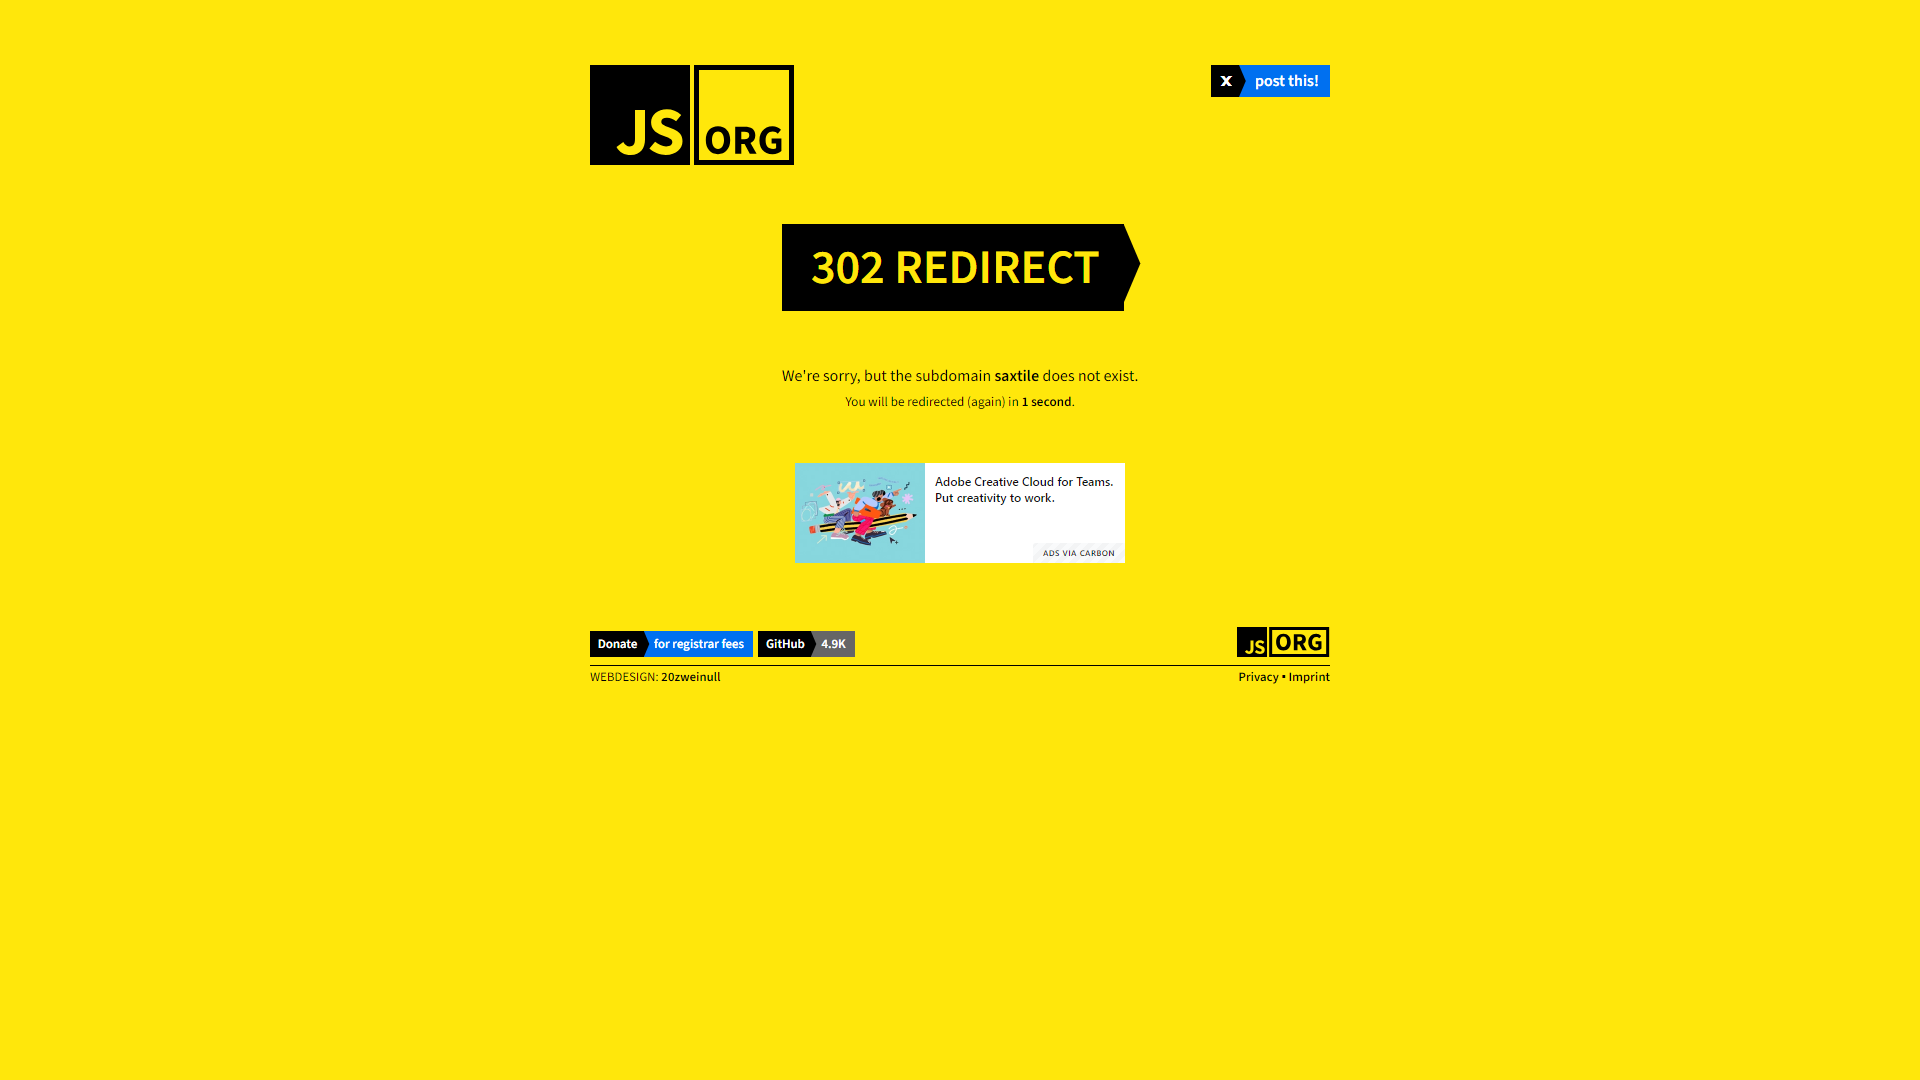 JS ORG
X post this!
302 REDIRECT
We're sorry, but the subdomain saxtile does not exist.
You will be redirected (again) in 1 second.
Adobe Creative Cloud for Teams.
Put creativity to work.
ADS VIA CARBON
Donate for registrar fees GitHub 4.9K
JS ORG
WEBDESIGN: 20zweinull
Privacy • Imprint